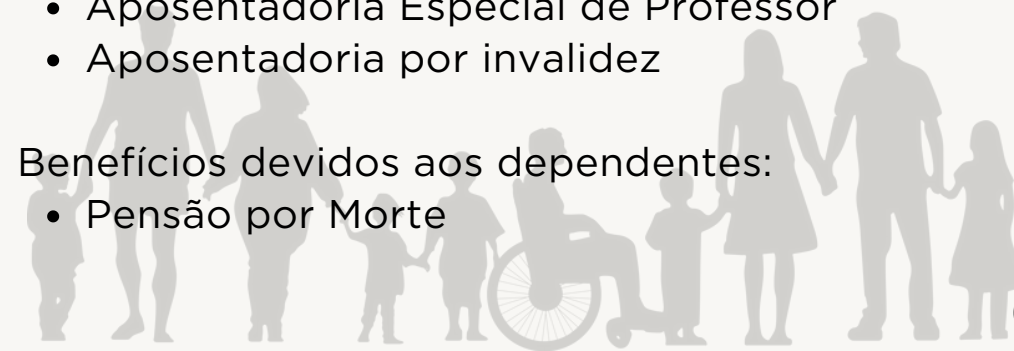 • Aposentadoria Especial de Professor
• Aposentadoria por invalidez
Benefícios devidos aos dependentes:
• Pensão por Morte